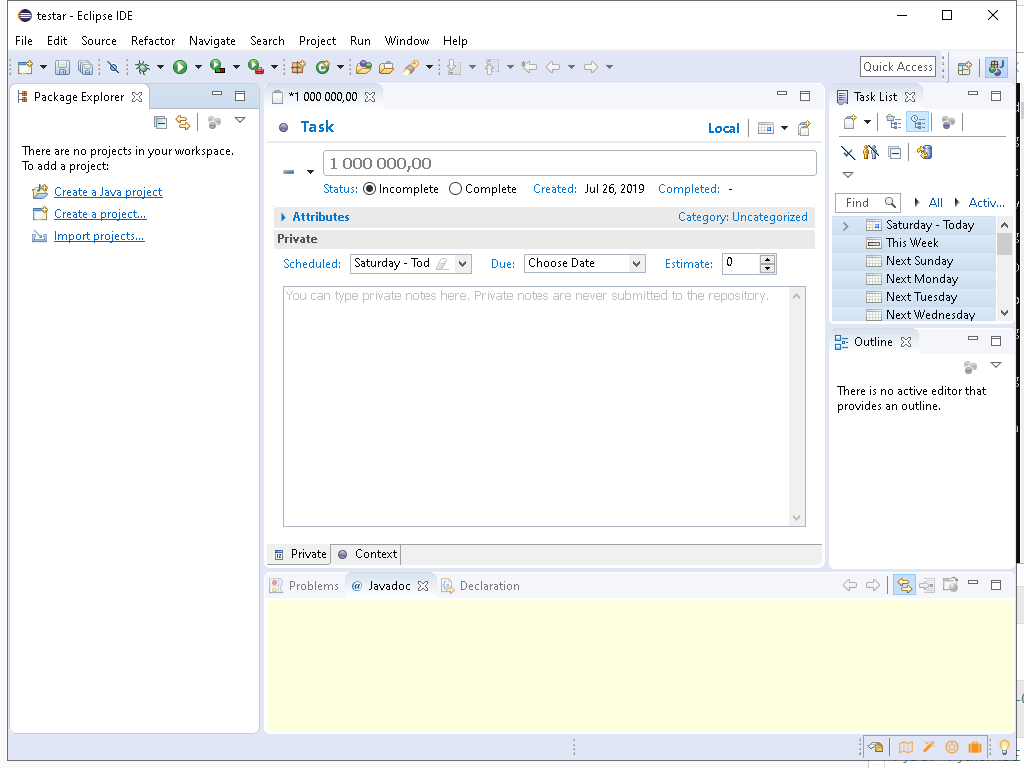 testar - Eclipse IDE
File Edit Source Refactor Navigate Search Project Run Window Help
Quick Access
Package Explorer
There are no projects in your workspace.
To add a project:
Create a Java project
Create a project...
Import projects...
*1 000 000,00
Task
Local
1 000 000,00
Status: Incomplete Complete Created: Jul 26, 2019 Completed: -
Attributes Category: Uncategorized
Private
Scheduled: Saturday - Tod Due: Choose Date Estimate: 0
You can type private notes here. Private notes are never submitted to the repository.
Private Context
Task List
Find All Activ...
Saturday - Today
This Week
Next Sunday
Next Monday
Next Tuesday
Next Wednesday
Outline
There is no active editor that
provides an outline.
Problems @ Javadoc Declaration